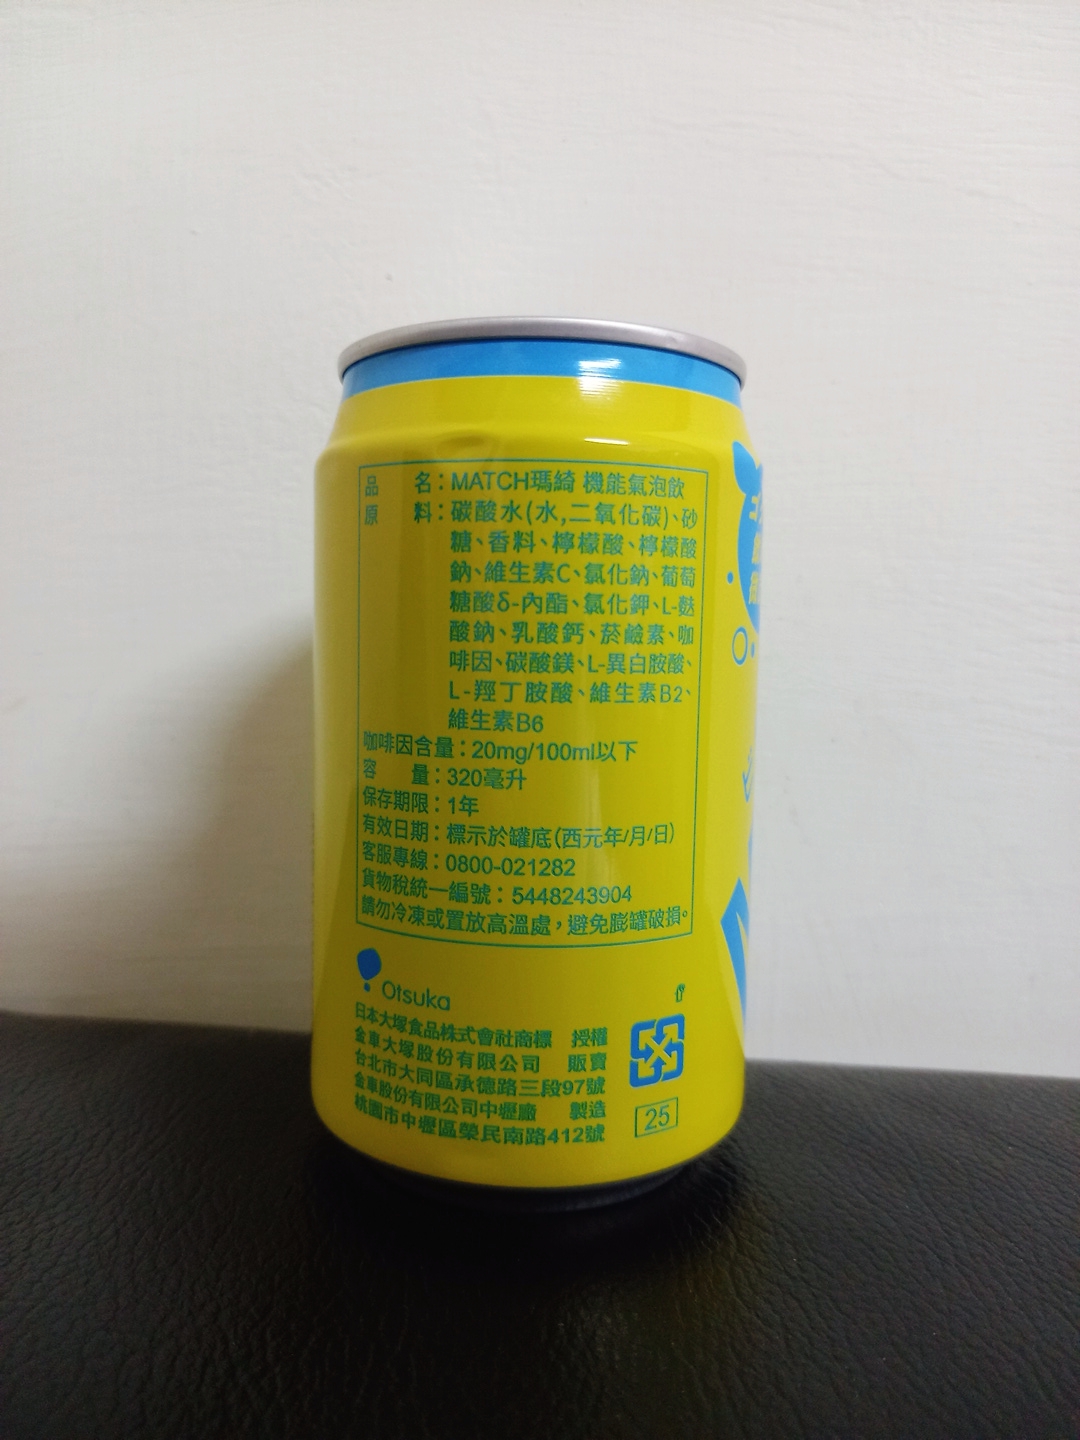 品 名：MATCH瑪綺 機能氣泡飲
原 料：碳酸水(水,二氧化碳)、砂
糖、香料、檸檬酸、檸檬酸
鈉、維生素C、氯化鈉、葡萄
糖酸δ-內酯、氯化鉀、L-麩
酸鈉、乳酸鈣、菸鹼素、咖
啡因、碳酸鎂、L-異白胺酸、
L-羥丁胺酸、維生素B2、
維生素B6
咖啡因含量：20mg/100ml以下
容 量：320毫升
保存期限：1年
有效日期：標示於罐底(西元年/月/日)
客服專線：0800-021282
貨物稅統一編號：5448243904
請勿冷凍或置放高溫處，避免膨罐破損。
Otsuka
日本大塚食品株式會社商標 授權
金車大塚股份有限公司 販賣
台北市大同區承德路三段97號
金車股份有限公司中壢廠 製造
桃園市中壢區榮民南路412號
25